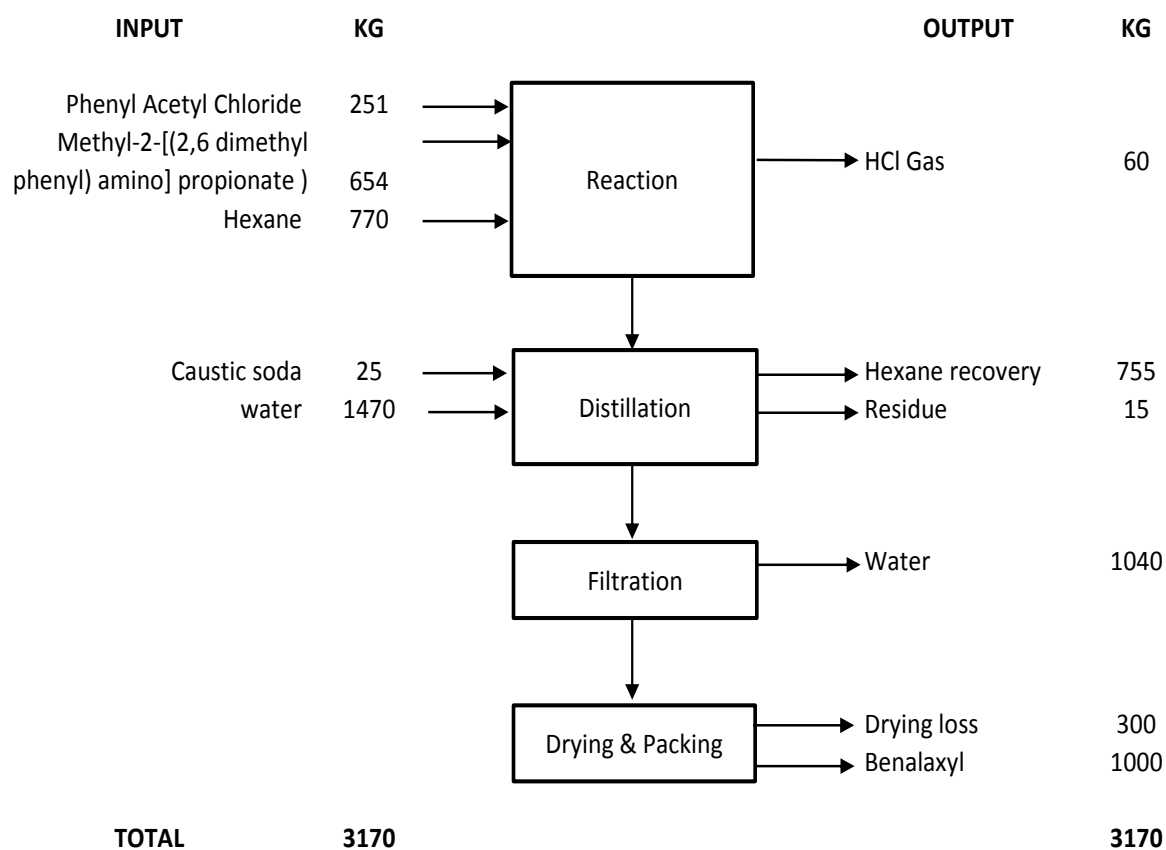 INPUT KG OUTPUT KG
Phenyl Acetyl Chloride 251
Methyl-2-[(2,6 dimethyl
phenyl) amino] propionate ) 654
Hexane 770
Reaction
HCl Gas 60
Caustic soda 25
water 1470
Distillation
Hexane recovery 755
Residue 15
Filtration
Water 1040
Drying & Packing
Drying loss 300
Benalaxyl 1000
TOTAL 3170 3170